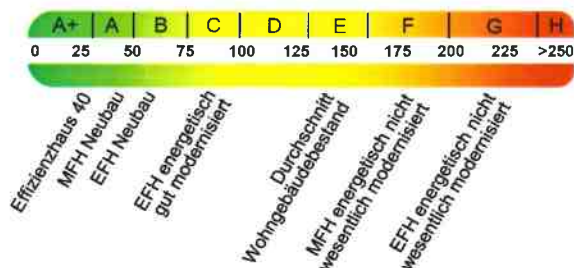 A+ A B C D E F G H
0 25 50 75 100 125 150 175 200 225 >250
Effizienzhaus 40
MFH Neubau
EFH Neubau
EFH energetisch
gut modernisiert
Durchschnitt
Wohngebäudebestand
MFH energetisch nicht
wesentlich modernisiert
EFH energetisch nicht
wesentlich modernisiert